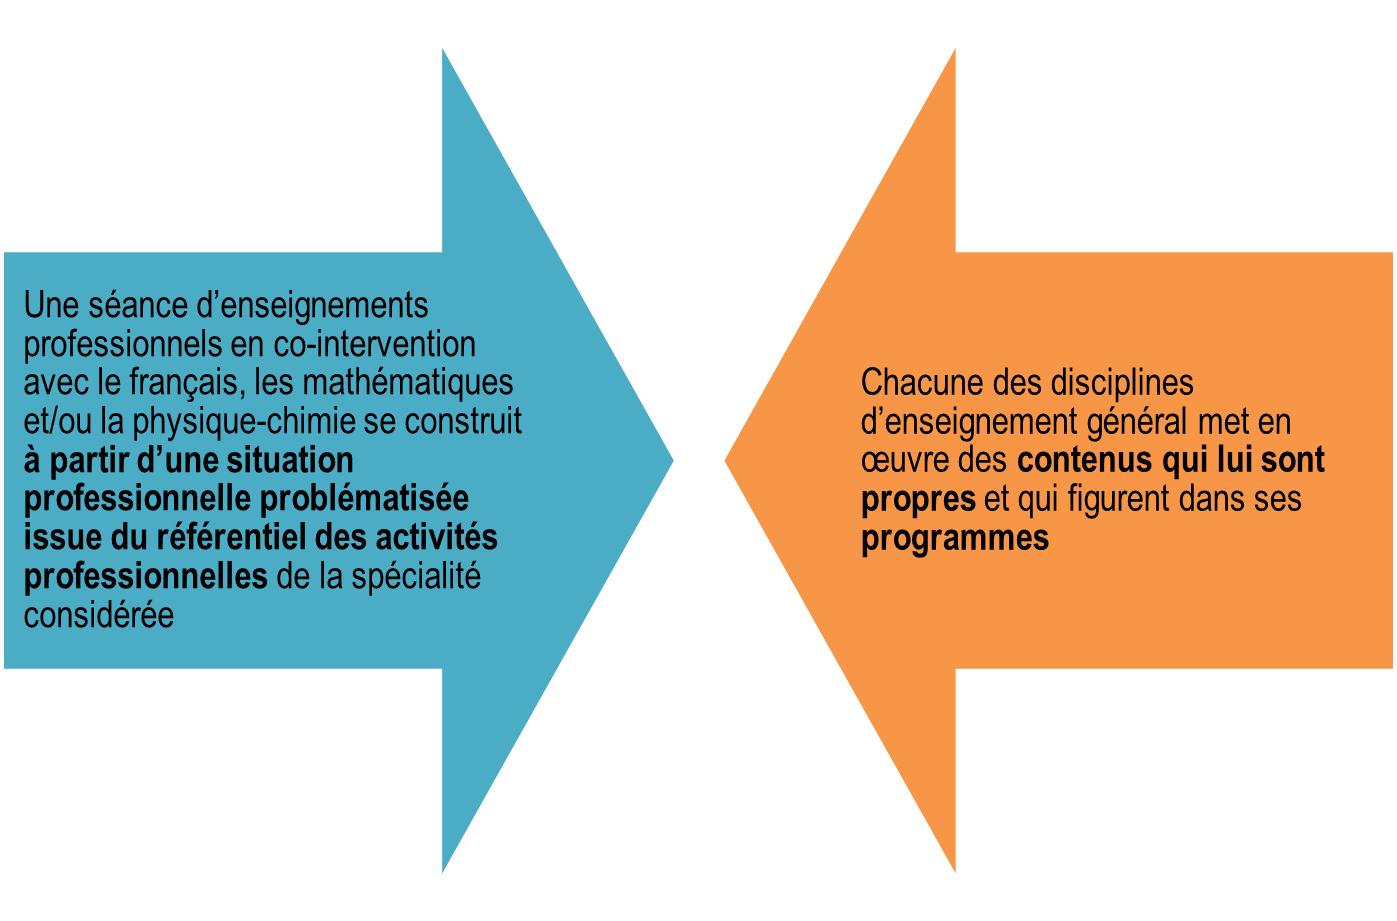 Une séance d’enseignements
professionnels en co-intervention
avec le français, les mathématiques
et/ou la physique-chimie se construit
à partir d’une situation
professionnelle problématisée
issue du référentiel des activités
professionnelles de la spécialité
considérée
Chacune des disciplines
d’enseignement général met en
œuvre des contenus qui lui sont
propres et qui figurent dans ses
programmes